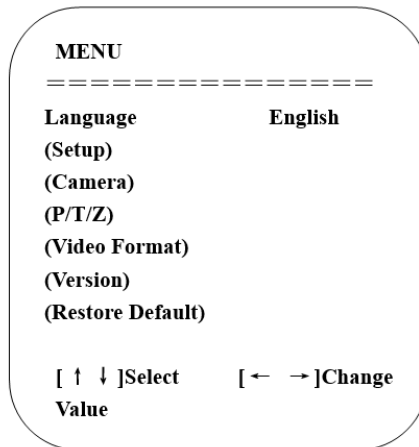 MENU
================
Language English
(Setup)
(Camera)
(P/T/Z)
(Video Format)
(Version)
(Restore Default)
[ ↑ ↓ ]Select [← →]Change
Value